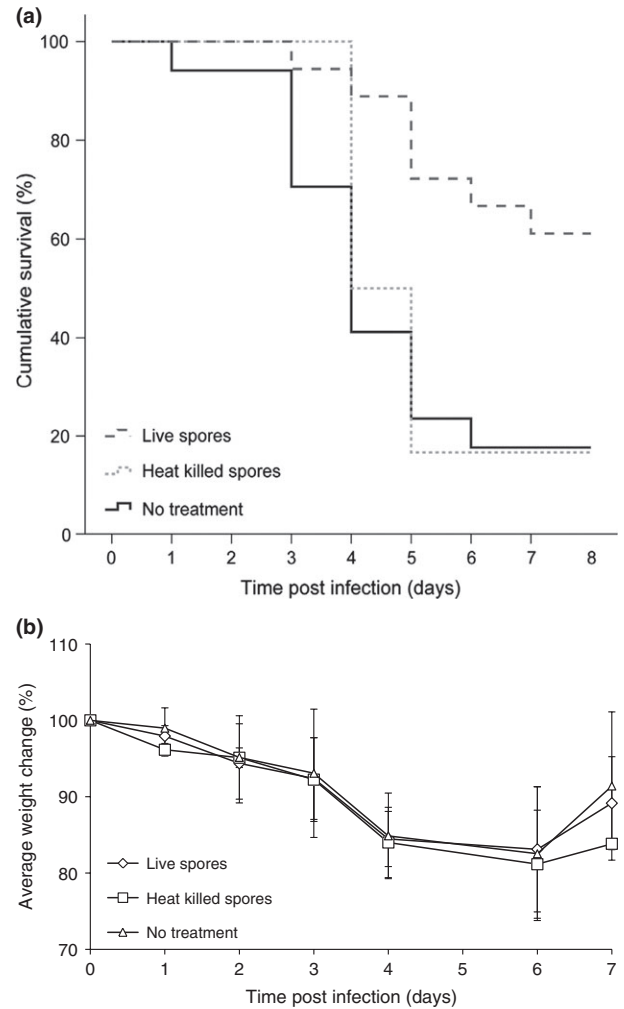 (a)
100
80
60
40
20
0
Cumulative survival (%)
Live spores
Heat killed spores
No treatment
0 1 2 3 4 5 6 7 8
Time post infection (days)
(b)
110
100
90
80
70
Average weight change (%)
Live spores
Heat killed spores
No treatment
0 1 2 3 4 5 6 7
Time post infection (days)